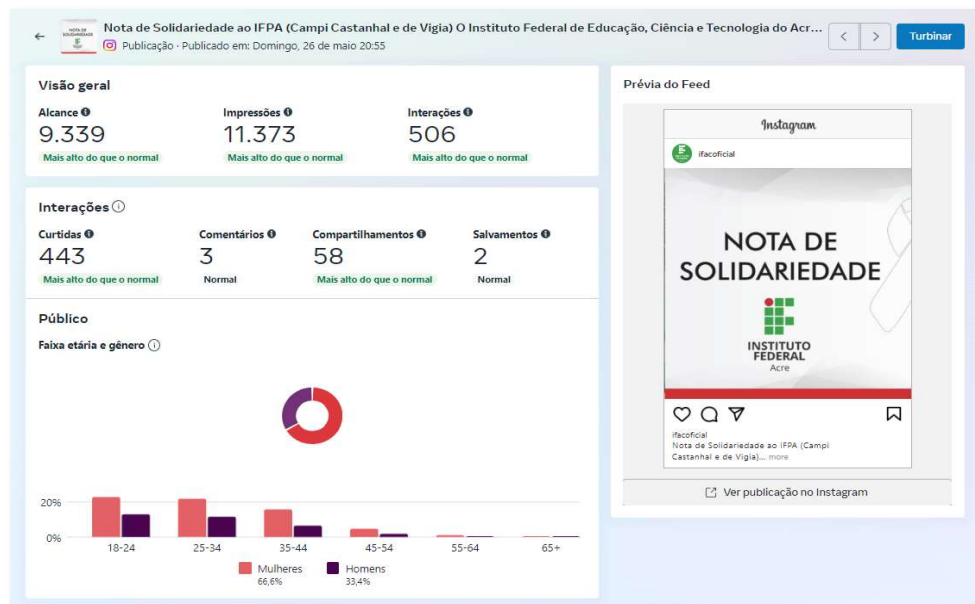 Nota de Solidariedade ao IFPA (Campi Castanhal e de Vigia) O Instituto Federal de Educação, Ciência e Tecnologia do Acr...
Publicação · Publicado em: Domingo, 26 de maio 20:55
Turbinar
Visão geral
Alcance Impressões Interações
9.339 11.373 506
Mais alto do que o normal Mais alto do que o normal Mais alto do que o normal
Interações
Curtidas Comentários Compartilhamentos Salvamentos
443 3 58 2
Mais alto do que o normal Normal Mais alto do que o normal Normal
Público
Faixa etária e gênero
20%
0%
18-24 25-34 35-44 45-54 55-64 65+
Mulheres Homens
66,6% 33,4%
Prévia do Feed
Instagram
ifacoficial
NOTA DE
SOLIDARIEDADE
INSTITUTO
FEDERAL
Acre
ifacoficial
Nota de Solidariedade ao IFPA (Campi
Castanhal e de Vigia)... more
Ver publicação no Instagram